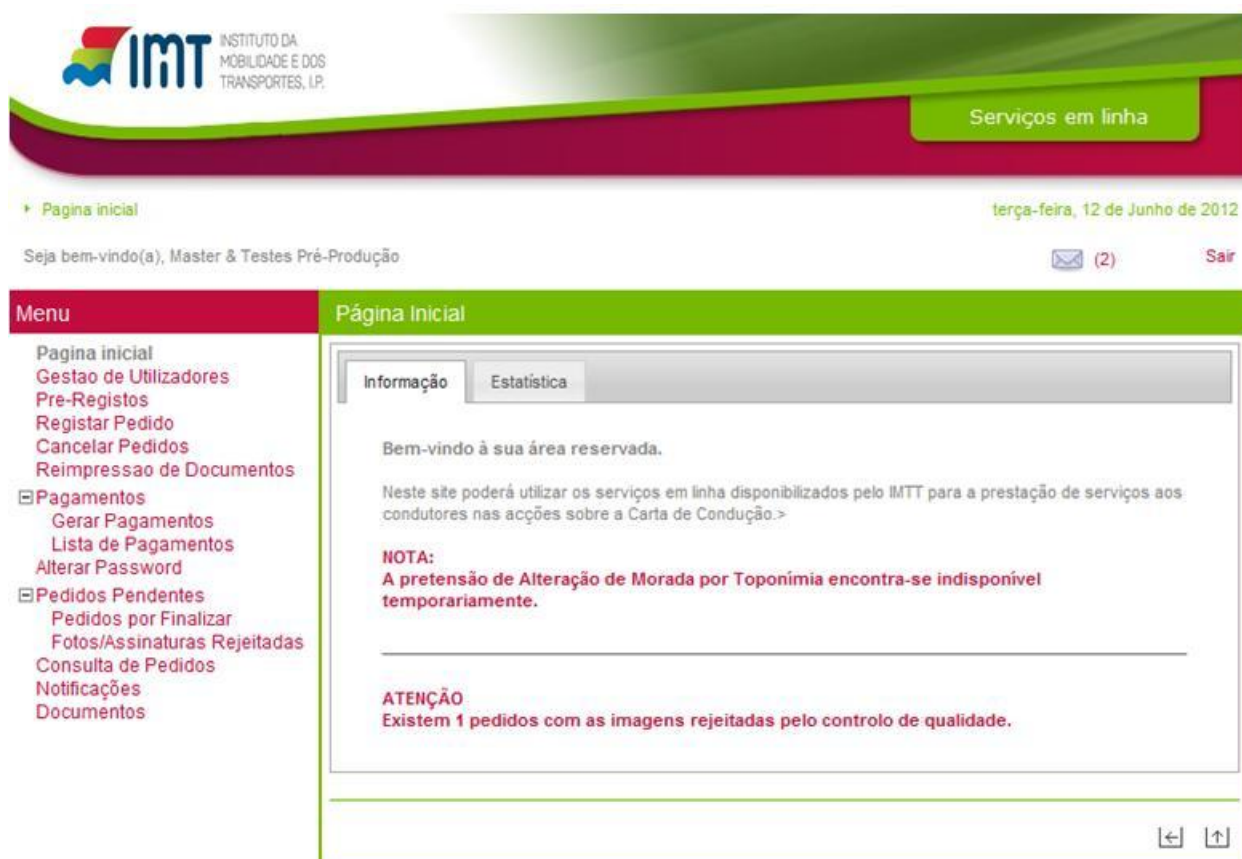 IMT
INSTITUTO DA
MOBILIDADE E DOS
TRANSPORTES, I.P.
Serviços em linha
Pagina inicial
terça-feira, 12 de Junho de 2012
Seja bem-vindo(a), Master & Testes Pré-Produção
(2)
Sair
Menu
Pagina inicial
Gestao de Utilizadores
Pre-Registos
Registar Pedido
Cancelar Pedidos
Reimpressao de Documentos
Pagamentos
Gerar Pagamentos
Lista de Pagamentos
Alterar Password
Pedidos Pendentes
Pedidos por Finalizar
Fotos/Assinaturas Rejeitadas
Consulta de Pedidos
Notificações
Documentos
Página Inicial
Informação
Estatística
Bem-vindo à sua área reservada.
Neste site poderá utilizar os serviços em linha disponibilizados pelo IMTT para a prestação de serviços aos
condutores nas acções sobre a Carta de Condução.>
NOTA:
A pretensão de Alteração de Morada por Toponímia encontra-se indisponível
temporariamente.
ATENÇÃO
Existem 1 pedidos com as imagens rejeitadas pelo controlo de qualidade.